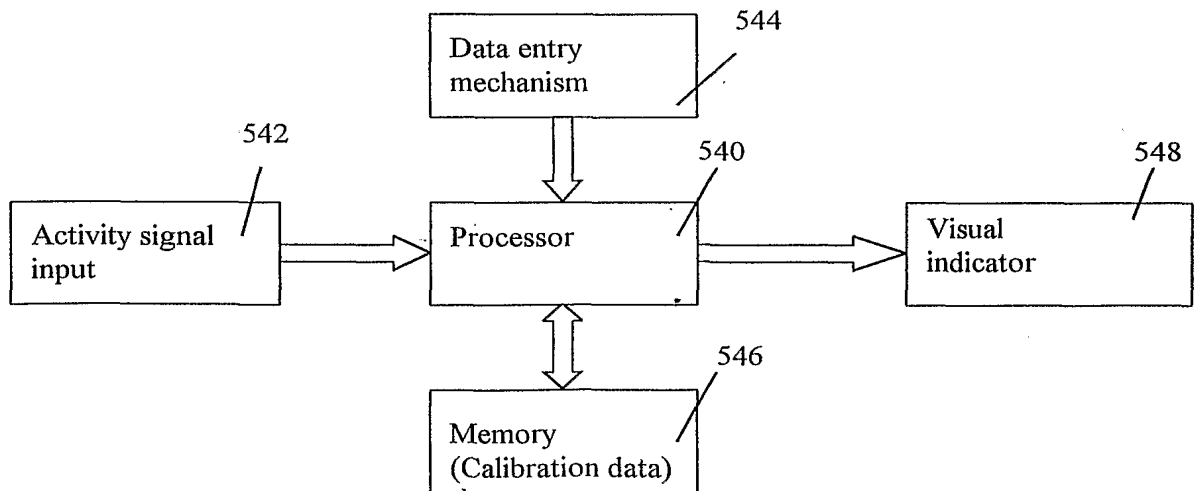 544
Data entry
mechanism
542
540
548
Activity signal
input
Processor
Visual
indicator
546
Memory
(Calibration data)